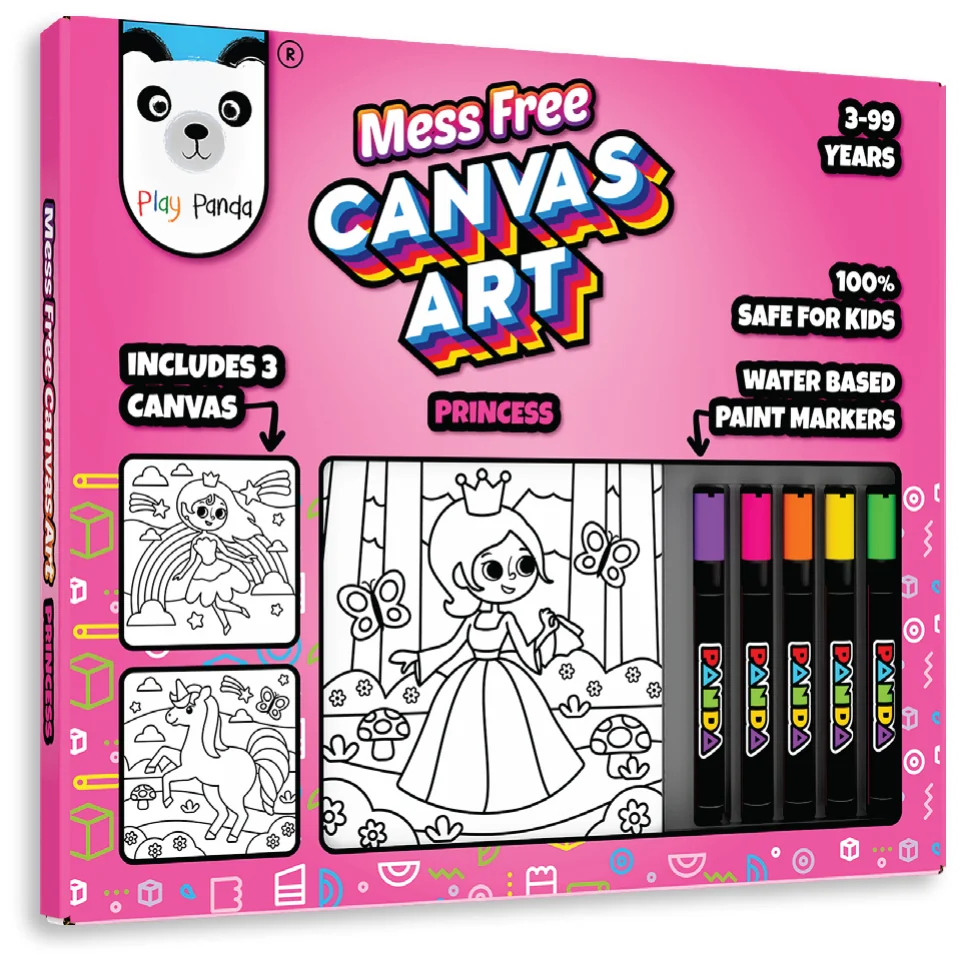 ®
Play Panda
Mess Free
CANVAS
ART
PRINCESS
3-99
YEARS
100%
SAFE FOR KIDS
WATER BASED
PAINT MARKERS
INCLUDES 3
CANVAS
PANDA
PANDA
PANDA
PANDA
PANDA
Mess Free Canvas Art PRINCESS